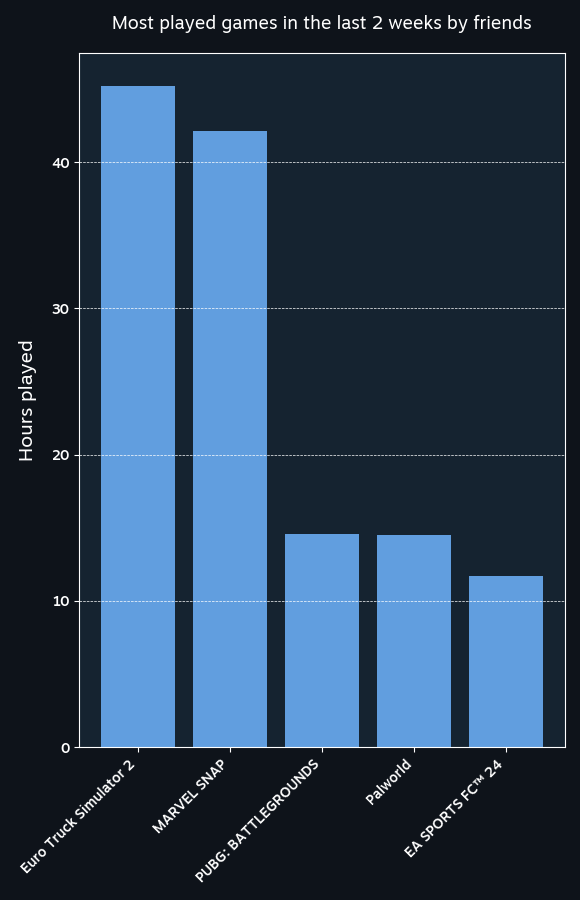 Most played games in the last 2 weeks by friends
Hours played
40
30
20
10
0
Euro Truck Simulator 2
MARVEL SNAP
PUBG: BATTLEGROUNDS
Palworld
EA SPORTS FC™ 24